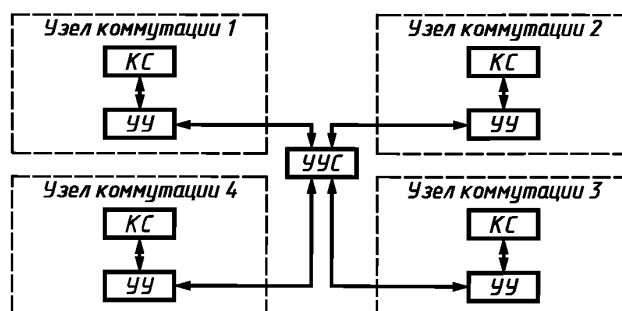 Узел коммутации 1
КС
УУ
Узел коммутации 2
КС
УУ
УУС
Узел коммутации 4
КС
УУ
Узел коммутации 3
КС
УУ